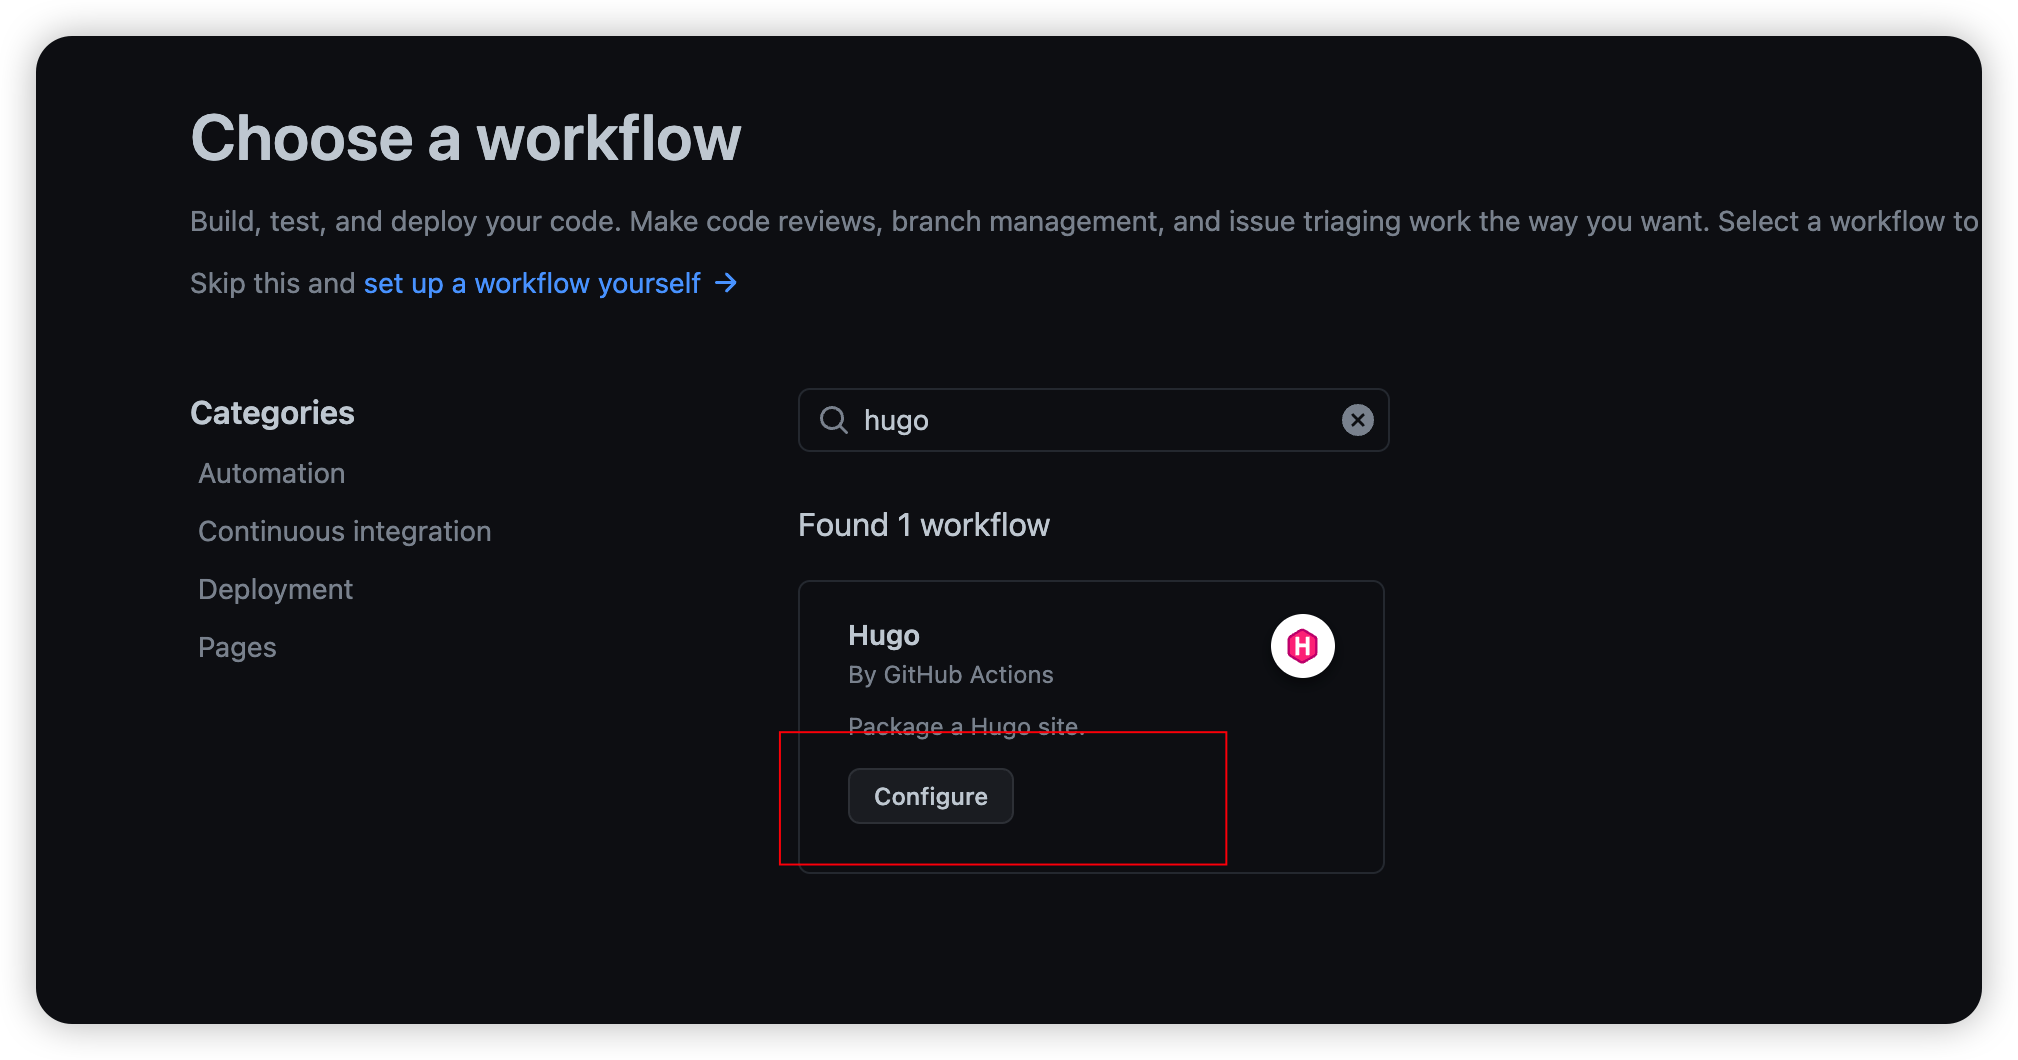 Choose a workflow
Build, test, and deploy your code. Make code reviews, branch management, and issue triaging work the way you want. Select a workflow to
Skip this and set up a workflow yourself →
Categories
Automation
Continuous integration
Deployment
Pages
hugo
Found 1 workflow
Hugo
H
By GitHub Actions
Package a Hugo site.
Configure